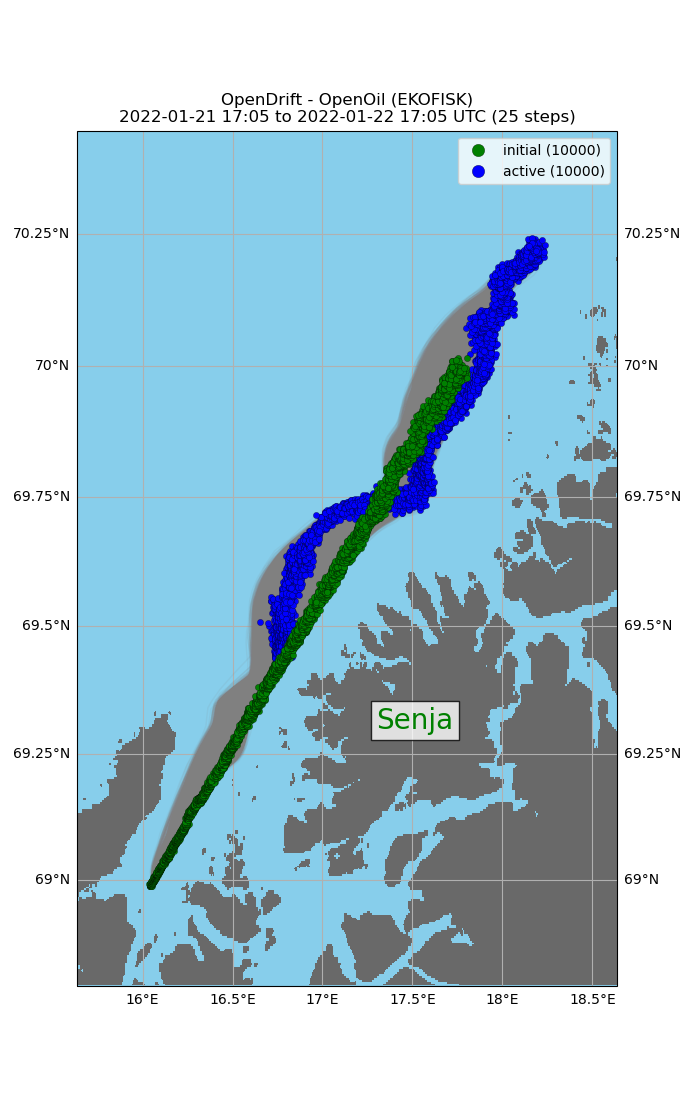 OpenDrift - OpenOil (EKOFISK)
2022-01-21 17:05 to 2022-01-22 17:05 UTC (25 steps)
initial (10000)
active (10000)
70.25°N 70.25°N
70°N 70°N
69.75°N 69.75°N
69.5°N 69.5°N
Senja
69.25°N 69.25°N
69°N 69°N
16°E 16.5°E 17°E 17.5°E 18°E 18.5°E